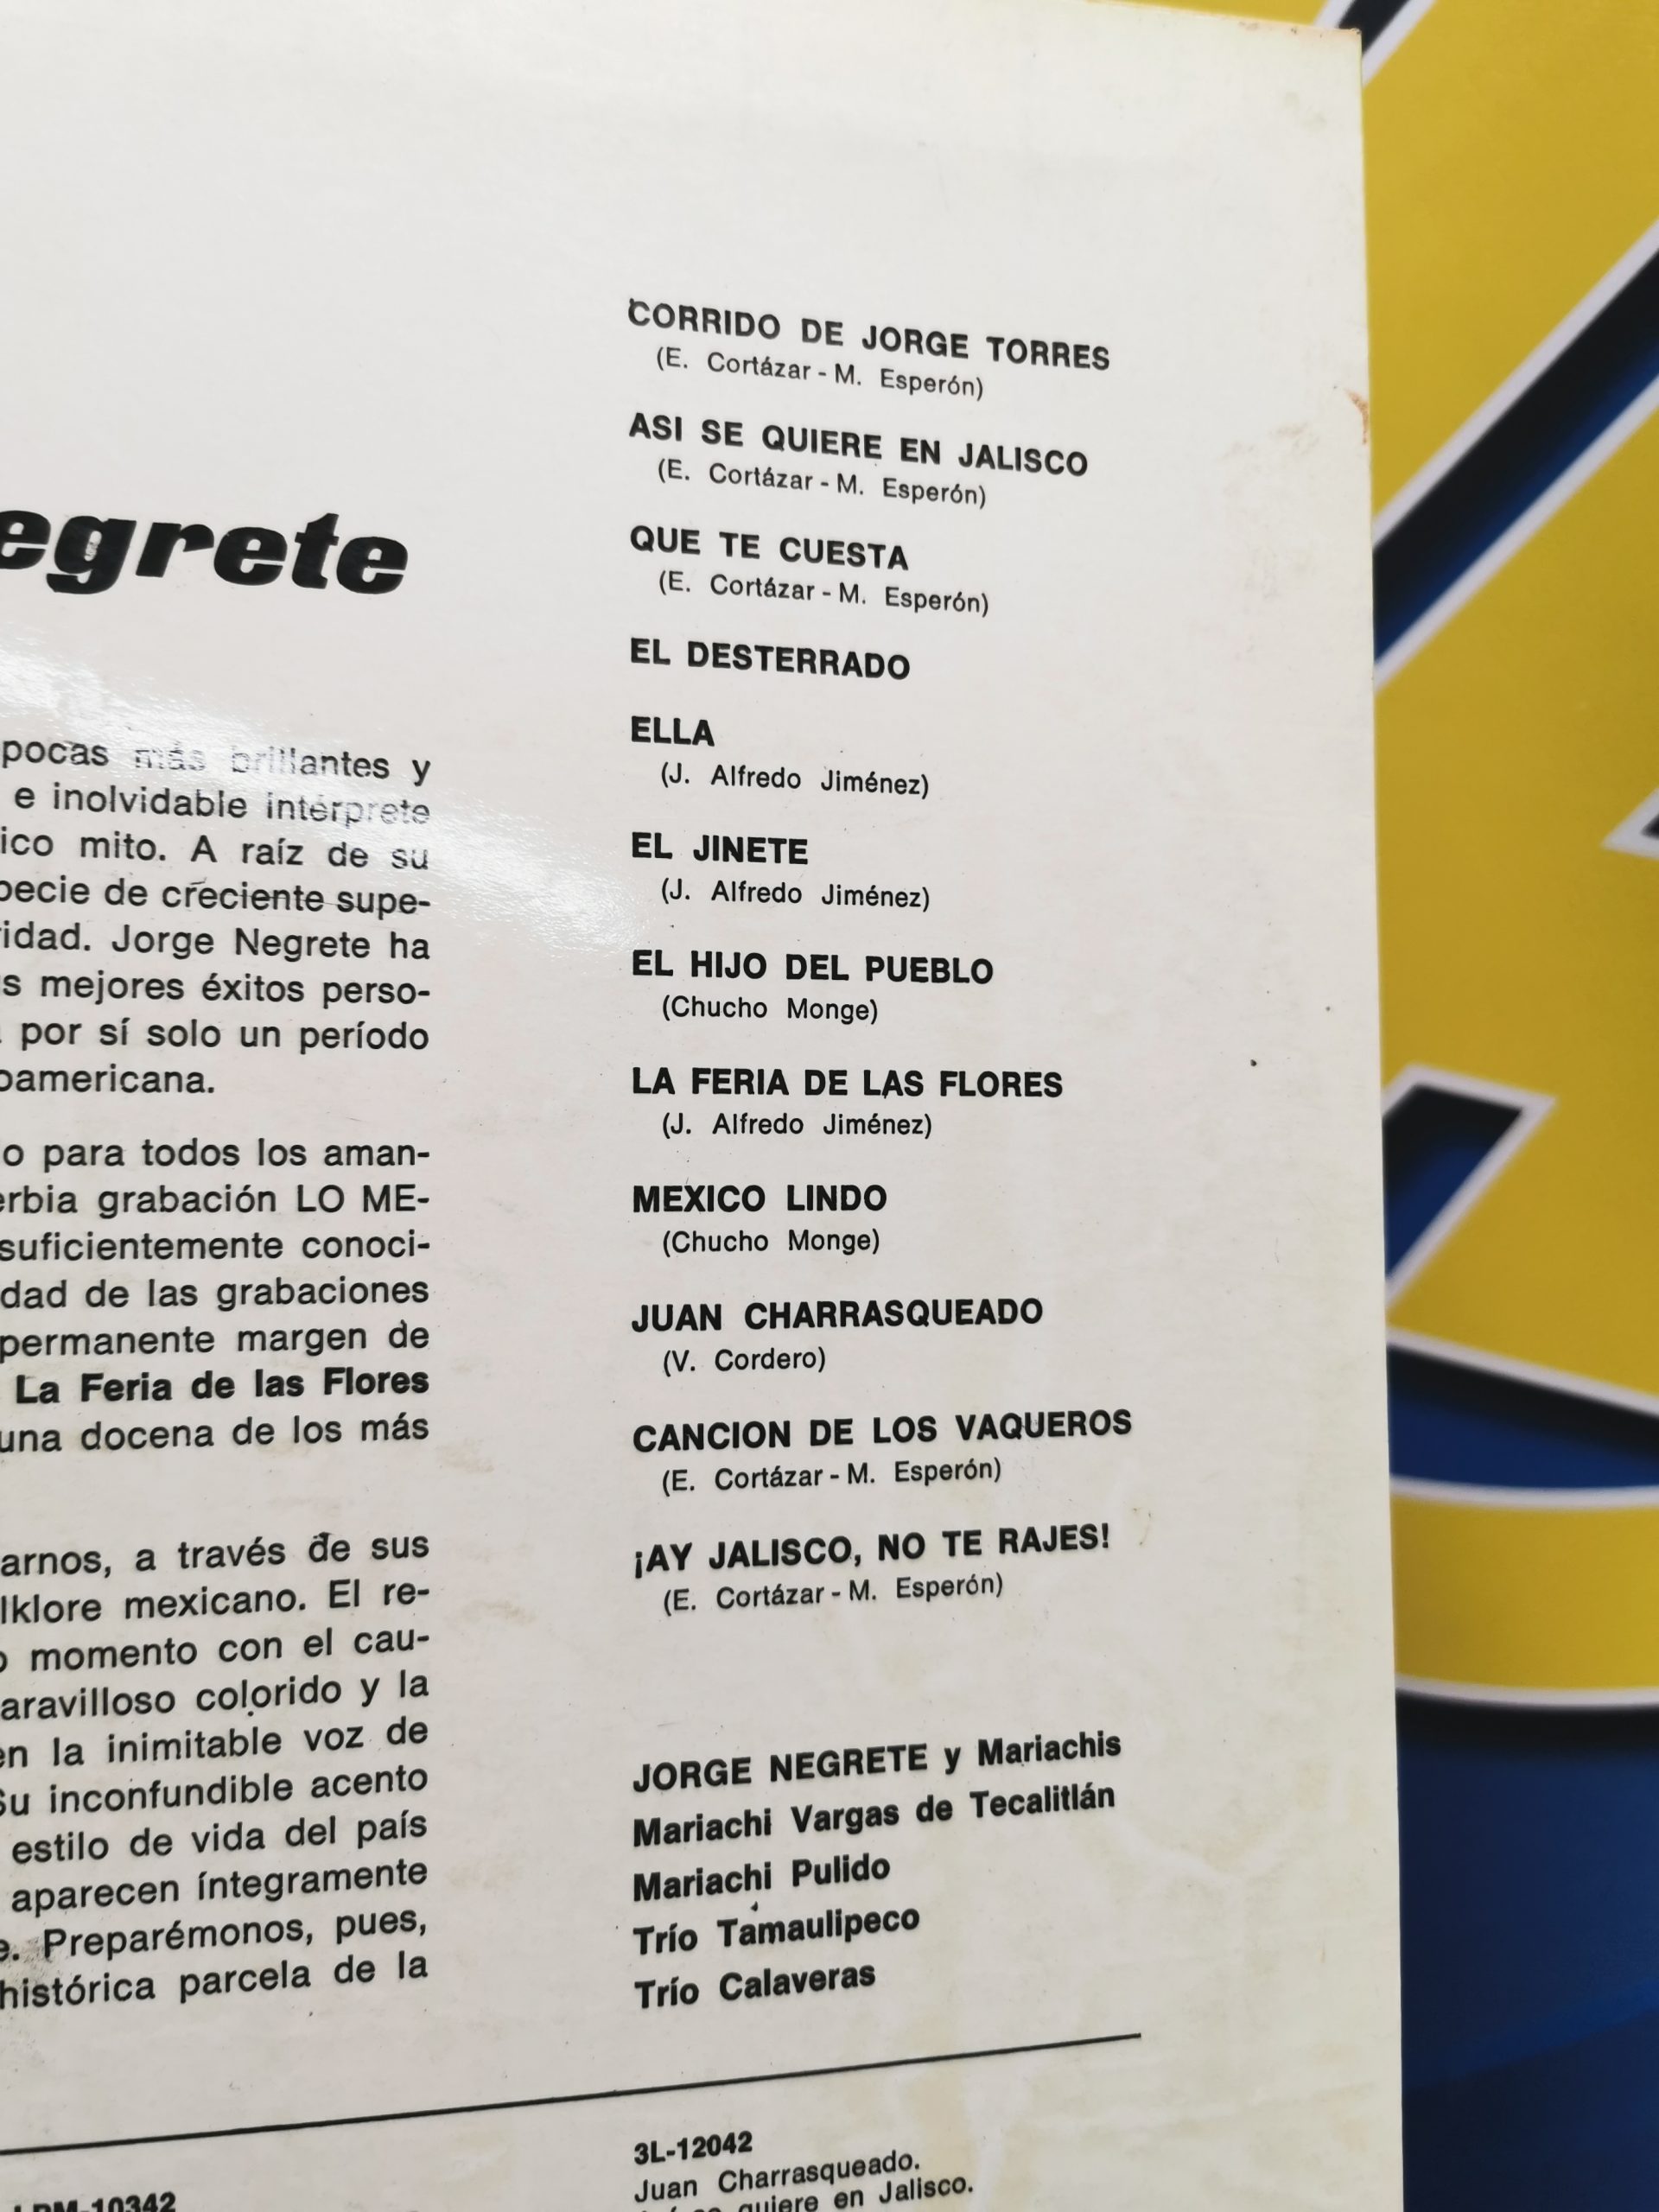 egrete
pocas más brillantes y
e inolvidable intérprete
ico mito. A raíz de su
pecie de creciente supe-
idad. Jorge Negrete ha
s mejores éxitos perso-
por sí solo un período
oamericana.
o para todos los aman-
erbia grabación LO ME-
suficientemente conoci-
dad de las grabaciones
permanente margen de
La Feria de las Flores
una docena de los más
arnos, a través de sus
lklore mexicano. El re-
o momento con el cau-
aravilloso colorido y la
en la inimitable voz de
Su inconfundible acento
estilo de vida del país
aparecen íntegramente
e. Preparémonos, pues,
histórica parcela de la
CORRIDO DE JORGE TORRES
(E. Cortázar - M. Esperón)
ASI SE QUIERE EN JALISCO
(E. Cortázar - M. Esperón)
QUE TE CUESTA
(E. Cortázar - M. Esperón)
EL DESTERRADO
ELLA
(J. Alfredo Jiménez)
EL JINETE
(J. Alfredo Jiménez)
EL HIJO DEL PUEBLO
(Chucho Monge)
LA FERIA DE LAS FLORES
(J. Alfredo Jiménez)
MEXICO LINDO
(Chucho Monge)
JUAN CHARRASQUEADO
(V. Cordero)
CANCION DE LOS VAQUEROS
(E. Cortázar - M. Esperón)
¡AY JALISCO, NO TE RAJES!
(E. Cortázar - M. Esperón)
JORGE NEGRETE y Mariachis
Mariachi Vargas de Tecalitlán
Mariachi Pulido
Trío Tamaulipeco
Trío Calaveras
LPM-10342
3L-12042
Juan Charrasqueado.
quiere en Jalisco.